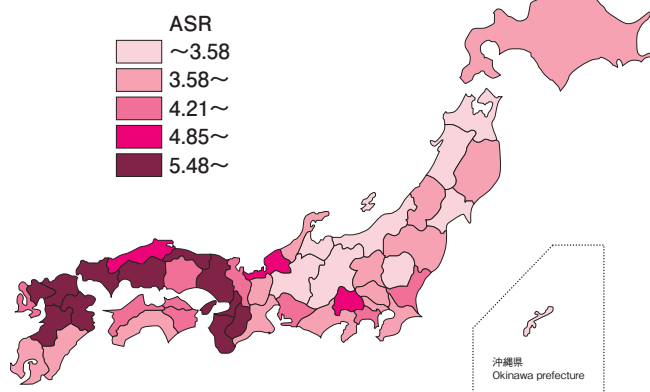 ASR
～3.58
3.58～
4.21～
4.85～
5.48～
沖縄県
Okinawa prefecture